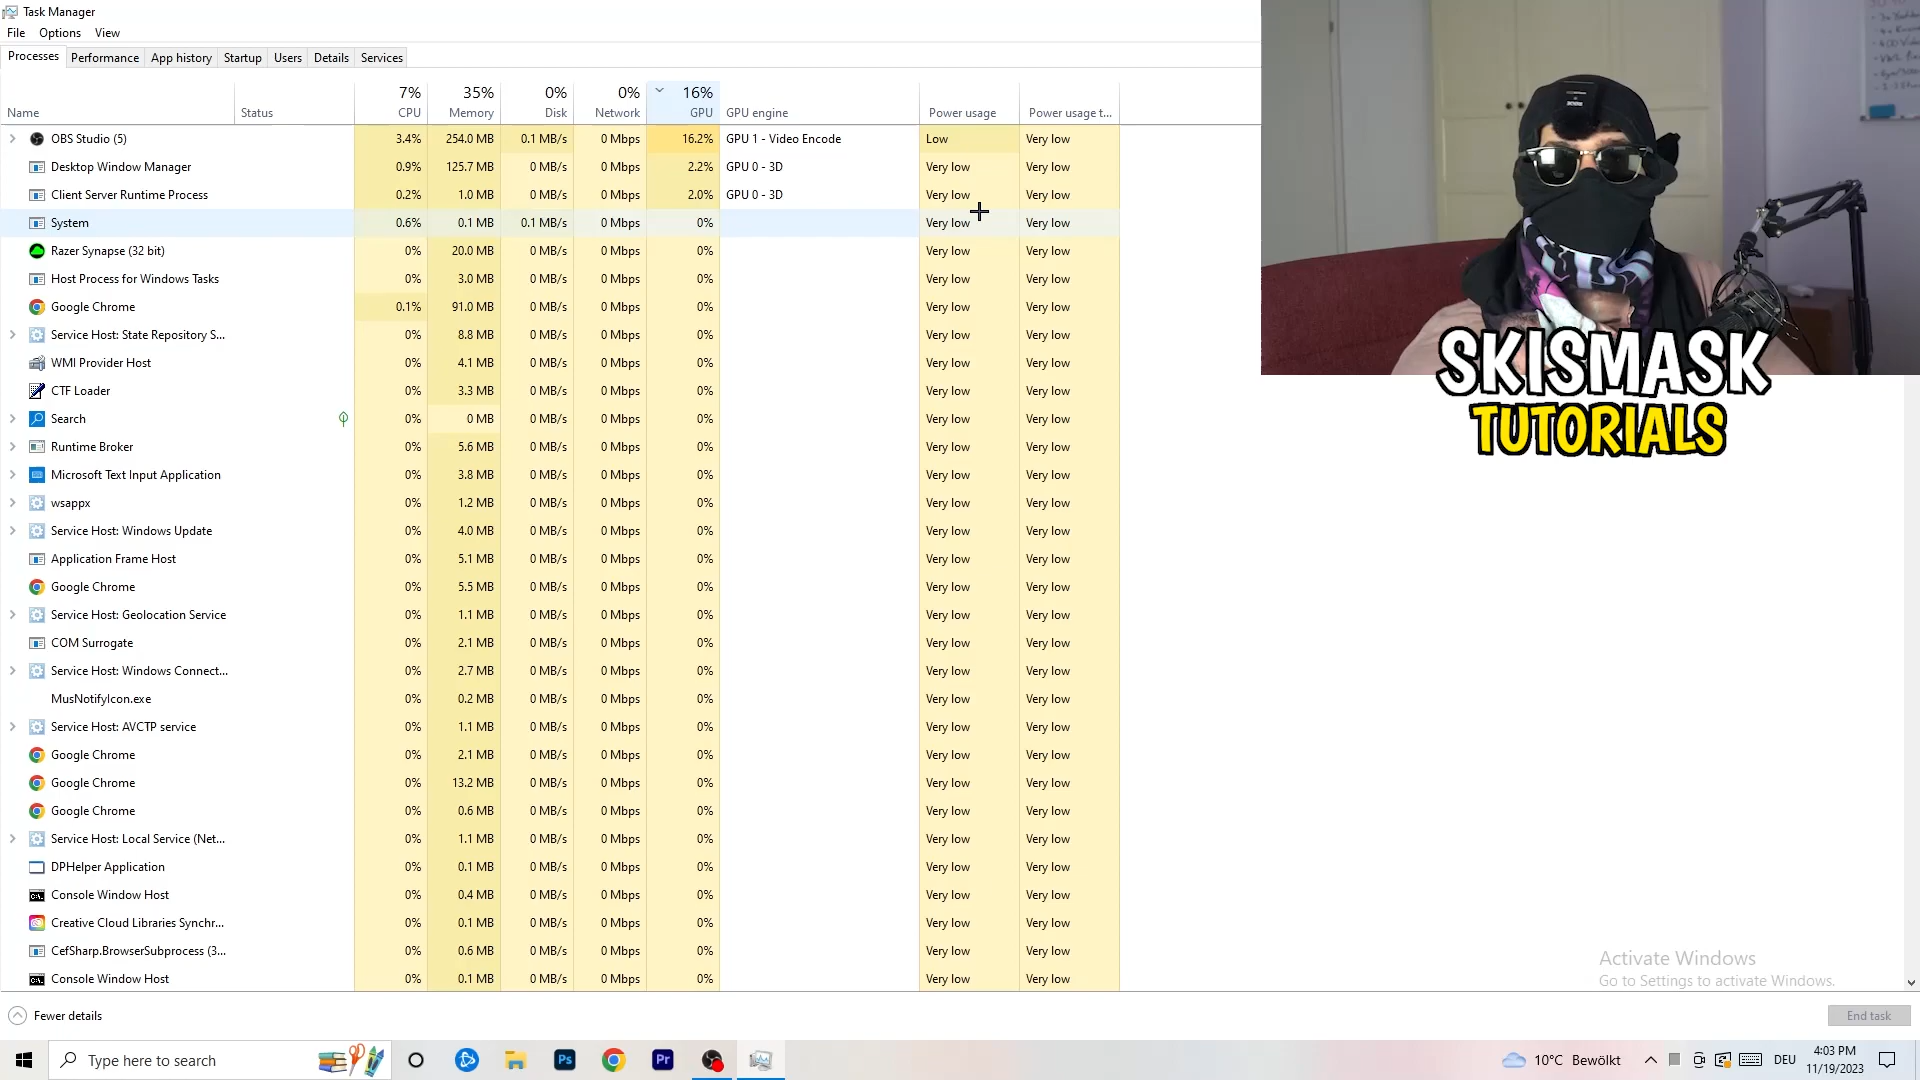 Task Manager
File Options View
Processes Performance App history Startup Users Details Services
7% 35% 0% 0% 16%
Name Status CPU Memory Disk Network GPU GPU engine Power usage Power usage t...
OBS Studio (5) 3.4% 254.0 MB 0.1 MB/s 0 Mbps 16.2% GPU 1 - Video Encode Low Very low
Desktop Window Manager 0.9% 125.7 MB 0 MB/s 0 Mbps 2.2% GPU 0 - 3D Very low Very low
Client Server Runtime Process 0.2% 1.0 MB 0 MB/s 0 Mbps 2.0% GPU 0 - 3D Very low Very low
System 0.6% 0.1 MB 0.1 MB/s 0 Mbps 0% Very low Very low
Razer Synapse (32 bit) 0% 20.0 MB 0 MB/s 0 Mbps 0% Very low Very low
Host Process for Windows Tasks 0% 3.0 MB 0 MB/s 0 Mbps 0% Very low Very low
Google Chrome 0.1% 91.0 MB 0 MB/s 0 Mbps 0% Very low Very low
Service Host: State Repository S... 0% 8.8 MB 0 MB/s 0 Mbps 0% Very low Very low
WMI Provider Host 0% 4.1 MB 0 MB/s 0 Mbps 0% Very low Very low
CTF Loader 0% 3.3 MB 0 MB/s 0 Mbps 0% Very low Very low
Search 0% 0 MB 0 MB/s 0 Mbps 0% Very low Very low
Runtime Broker 0% 5.6 MB 0 MB/s 0 Mbps 0% Very low Very low
Microsoft Text Input Application 0% 3.8 MB 0 MB/s 0 Mbps 0% Very low Very low
wsappx 0% 1.2 MB 0 MB/s 0 Mbps 0% Very low Very low
Service Host: Windows Update 0% 4.0 MB 0 MB/s 0 Mbps 0% Very low Very low
Application Frame Host 0% 5.1 MB 0 MB/s 0 Mbps 0% Very low Very low
Google Chrome 0% 5.5 MB 0 MB/s 0 Mbps 0% Very low Very low
Service Host: Geolocation Service 0% 1.1 MB 0 MB/s 0 Mbps 0% Very low Very low
COM Surrogate 0% 2.1 MB 0 MB/s 0 Mbps 0% Very low Very low
Service Host: Windows Connect... 0% 2.7 MB 0 MB/s 0 Mbps 0% Very low Very low
MusNotifyIcon.exe 0% 0.2 MB 0 MB/s 0 Mbps 0% Very low Very low
Service Host: AVCTP service 0% 1.1 MB 0 MB/s 0 Mbps 0% Very low Very low
Google Chrome 0% 2.1 MB 0 MB/s 0 Mbps 0% Very low Very low
Google Chrome 0% 13.2 MB 0 MB/s 0 Mbps 0% Very low Very low
Google Chrome 0% 0.6 MB 0 MB/s 0 Mbps 0% Very low Very low
Service Host: Local Service (Net... 0% 1.1 MB 0 MB/s 0 Mbps 0% Very low Very low
DPHelper Application 0% 0.1 MB 0 MB/s 0 Mbps 0% Very low Very low
Console Window Host 0% 0.4 MB 0 MB/s 0 Mbps 0% Very low Very low
Creative Cloud Libraries Synchr... 0% 0.1 MB 0 MB/s 0 Mbps 0% Very low Very low
CefSharp.BrowserSubprocess (3... 0% 0.6 MB 0 MB/s 0 Mbps 0% Very low Very low
Console Window Host 0% 0.1 MB 0 MB/s 0 Mbps 0% Very low Very low
SKISMASK
TUTORIALS
Activate Windows
Go to Settings to activate Windows.
Fewer details
End task
Type here to search
Ps
Pr
10°C Bewölkt
DEU
4:03 PM
11/19/2023